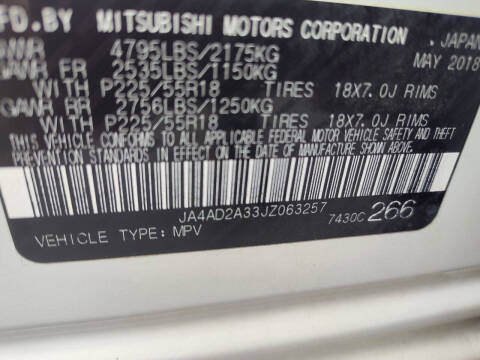 FD.BY MITSUBISHI MOTORS CORPORATION , JAPAN
4795LBS/2175KG MAY 2018
GAWR FR 2535LBS/1150KG
WITH P225/55R18 TIRES 18X7.0J RIMS
GAWR RR 2756LBS/1250KG
WITH P225/55R18 TIRES 18X7.0J RIMS
THIS VEHICLE CONFORMS TO ALL APPLICABLE FEDERAL MOTOR VEHICLE SAFETY AND THEFT
PREVENTION STANDARDS IN EFFECT ON THE DATE OF MANUFACTURE SHOWN ABOVE.
JA4AD2A33JZ063257 7430C 266
VEHICLE TYPE: MPV